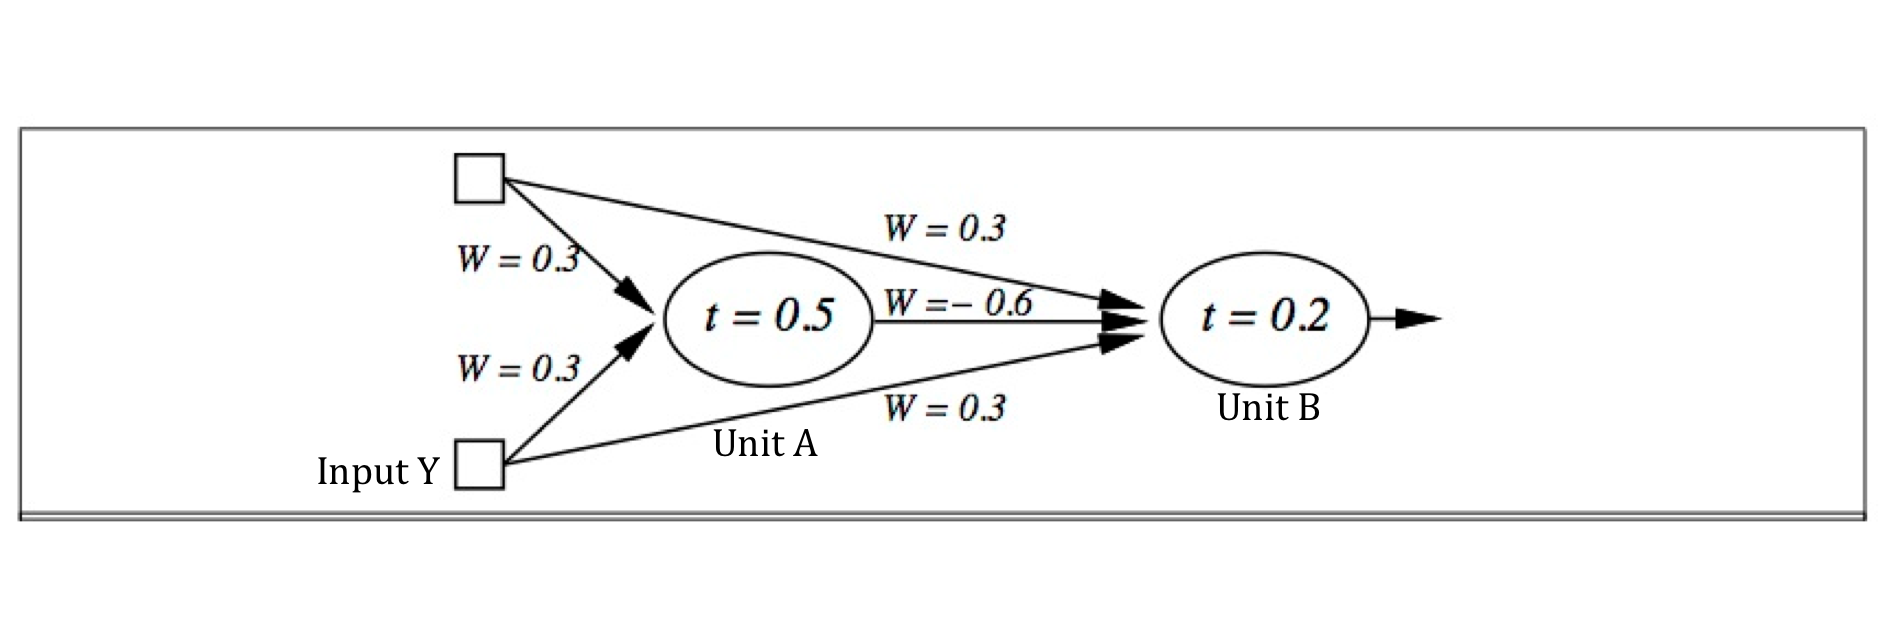 W = 0.3
W = 0.3
W =– 0.6
t = 0.5
t = 0.2
W = 0.3
W = 0.3
Unit B
Unit A
Input Y